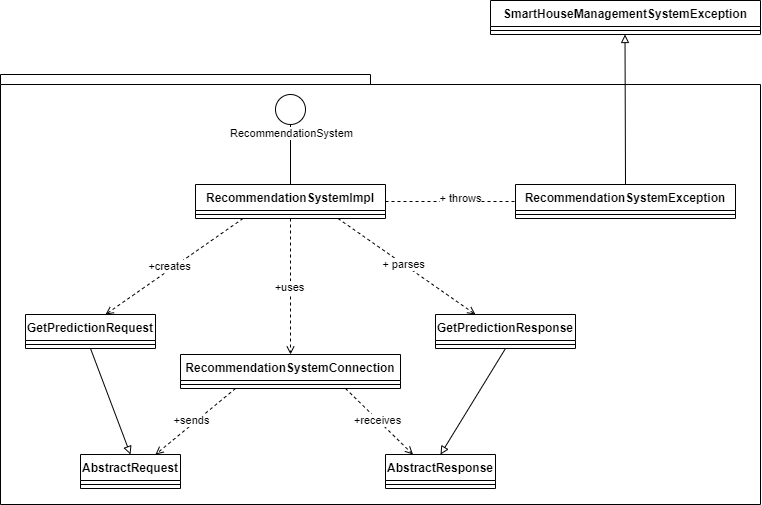 SmartHouseManagementSystemException
RecommendationSystem
RecommendationSystemImpl
+ throws
RecommendationSystemException
+creates
+ parses
+uses
GetPredictionRequest
GetPredictionResponse
RecommendationSystemConnection
+sends
+receives
AbstractRequest
AbstractResponse